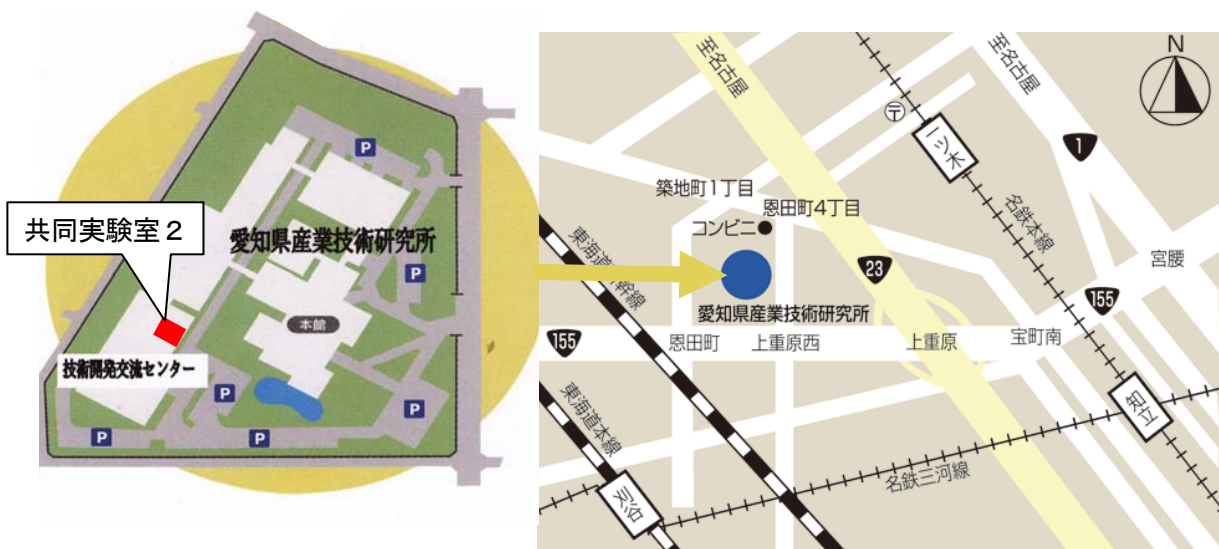 共同実験室2
愛知県産業技術研究所
本館
技術開発交流センター
P
P
P
P
P
P
至名古屋
至名古屋
N
〒
一ツ木
1
築地町1丁目
恩田町4丁目
コンビニ
名鉄本線
東海道新幹線
23
宮腰
愛知県産業技術研究所
155
155
恩田町
上重原西
上重原
宝町南
知立
東海道本線
名鉄三河線
刈谷